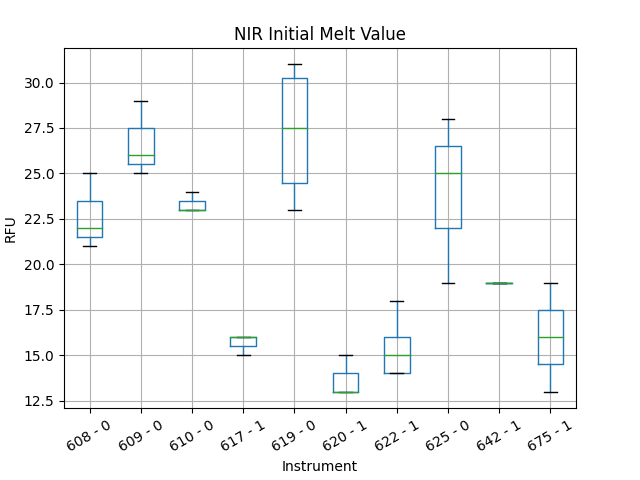 NIR Initial Melt Value
30.0
27.5
25.0
22.5
20.0
17.5
15.0
12.5
RFU
608 - 0
609 - 0
610 - 0
617 - 1
619 - 0
620 - 1
622 - 1
625 - 0
642 - 1
675 - 1
Instrument